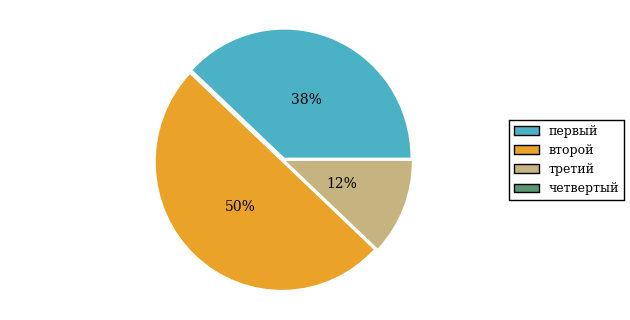 38%
50%
12%
первый
второй
третий
четвертый